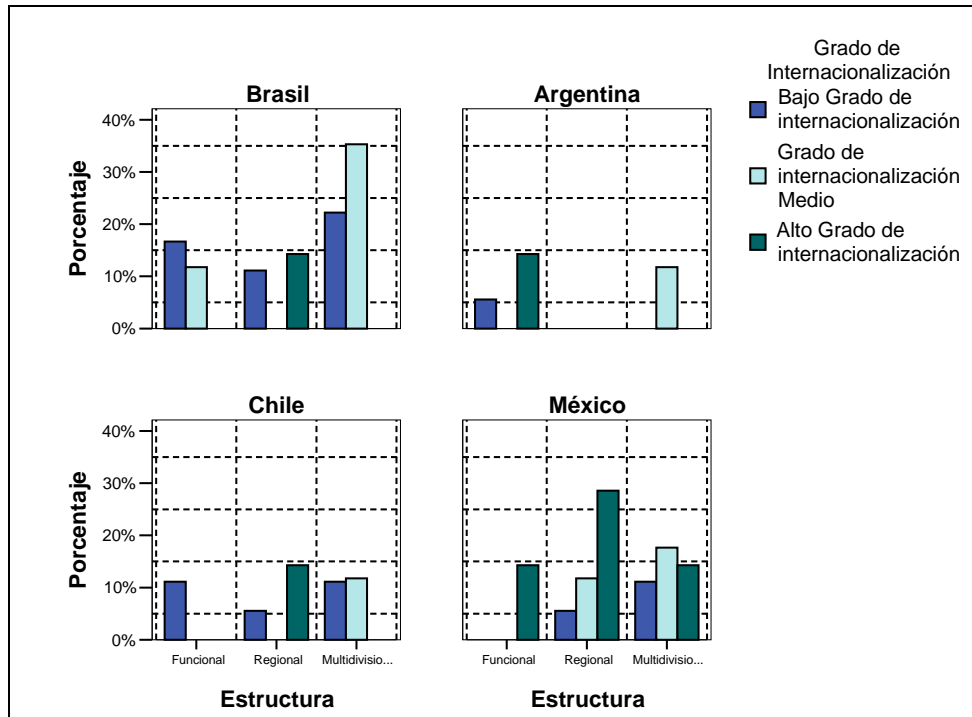 Grado de
Internacionalización
Bajo Grado de
internacionalización
Grado de
internacionalización
Medio
Alto Grado de
internacionalización
Brasil
Argentina
40%
30%
20%
10%
0%
Porcentaje
Chile
México
40%
30%
20%
10%
0%
Porcentaje
Funcional Regional Multidivisio...
Funcional Regional Multidivisio...
Estructura
Estructura